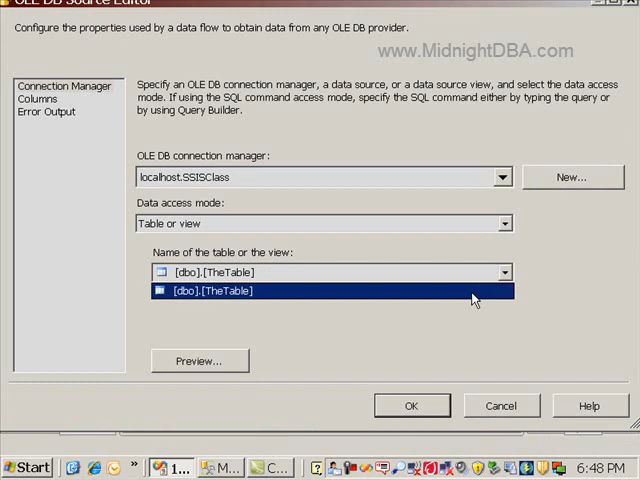 OLE DB Source Editor
Configure the properties used by a data flow to obtain data from any OLE DB provider.
www.MidnightDBA.com
Connection Manager
Columns
Error Output
Specify an OLE DB connection manager, a data source, or a data source view, and select the data access
mode. If using the SQL command access mode, specify the SQL command either by typing the query or
by using Query Builder.
OLE DB connection manager:
localhost.SSISClass
New...
Data access mode:
Table or view
Name of the table or the view:
[dbo].[TheTable]
[dbo].[TheTable]
Preview...
OK
Cancel
Help
Start
»
1...
M...
C...
6:48 PM